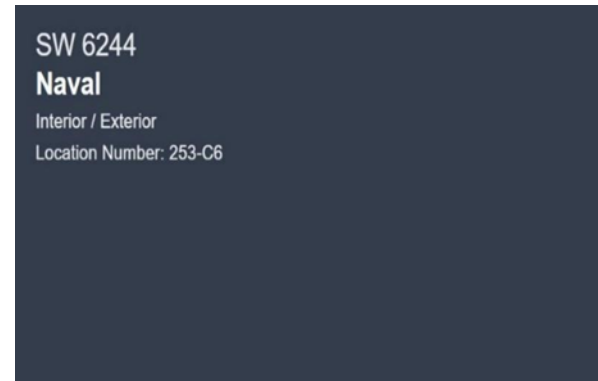 SW 6244
Naval
Interior / Exterior
Location Number: 253-C6